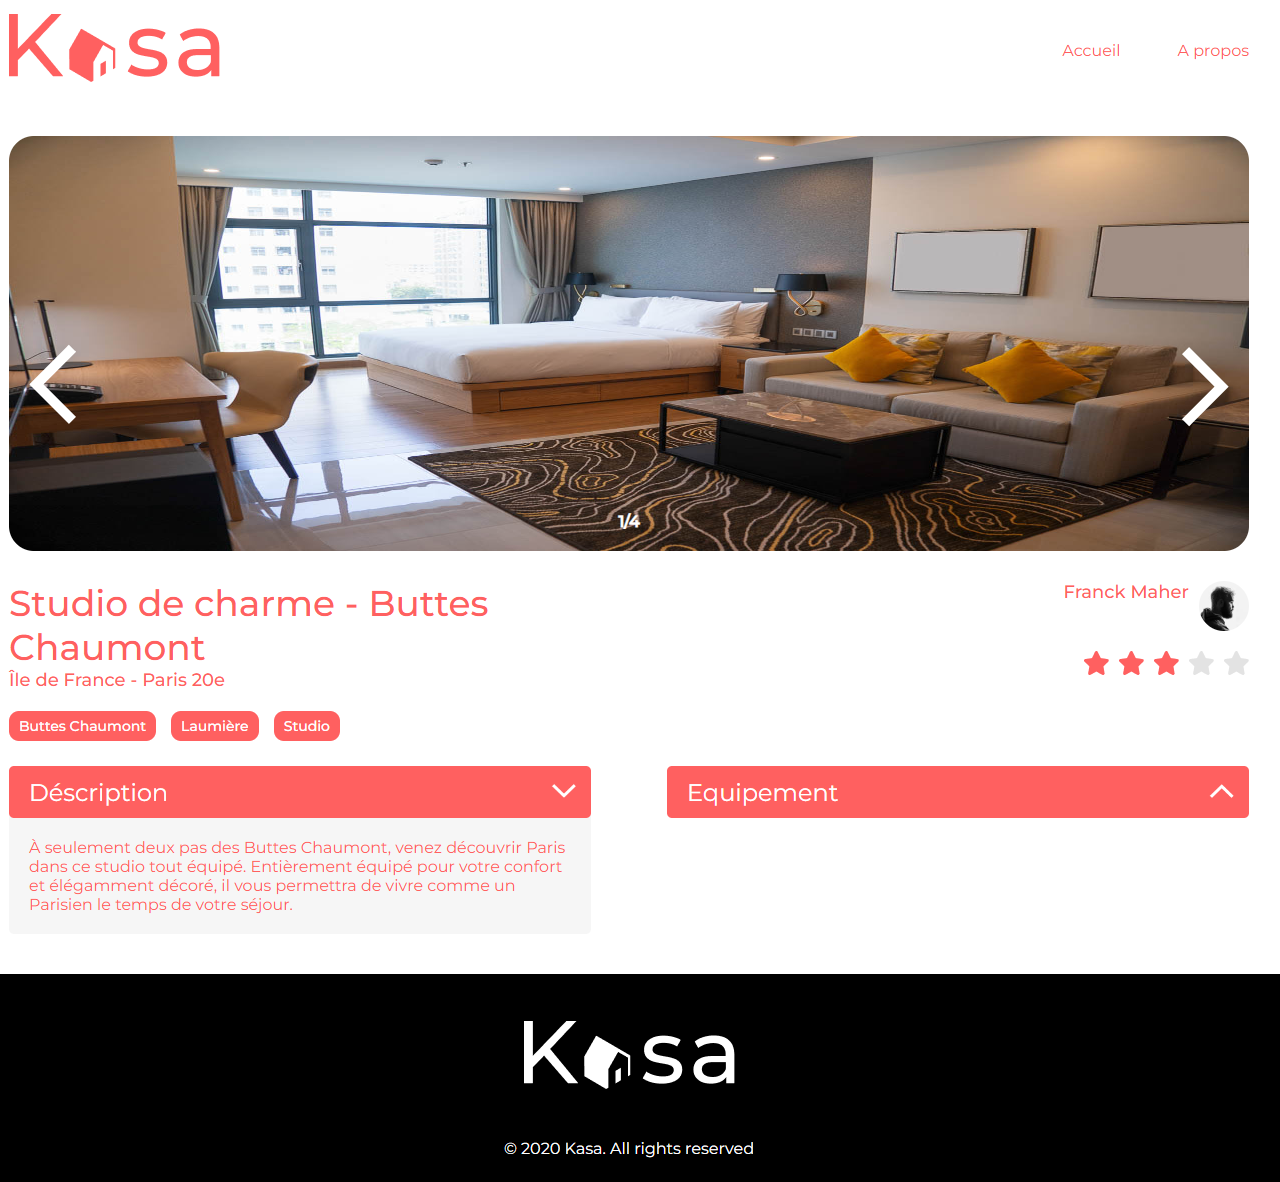 Kasa
Accueil
A propos
1/4
Studio de charme - Buttes
Chaumont
Île de France - Paris 20e
Franck Maher
Buttes Chaumont
Laumière
Studio
Déscription
À seulement deux pas des Buttes Chaumont, venez découvrir Paris
dans ce studio tout équipé. Entièrement équipé pour votre confort
et élégamment décoré, il vous permettra de vivre comme un
Parisien le temps de votre séjour.
Equipement
Kasa
© 2020 Kasa. All rights reserved